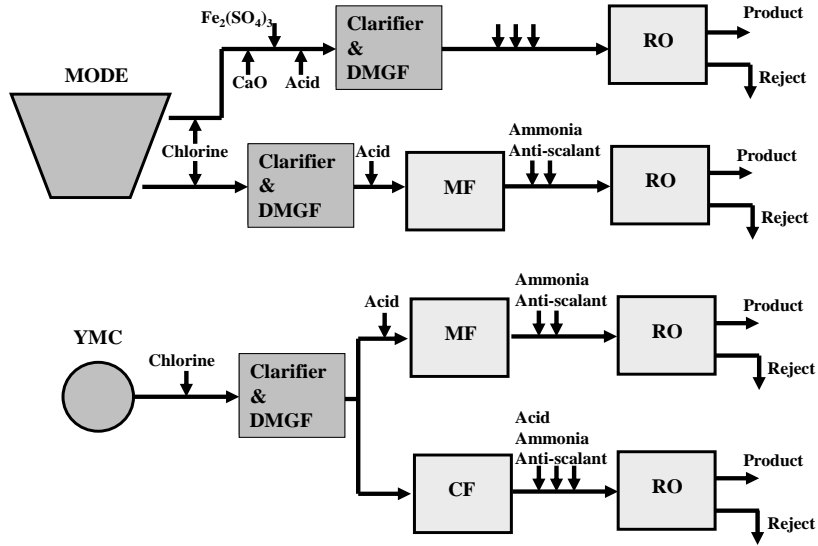 Fe₂(SO₄)₃
CaO
Acid
Clarifier
&
DMGF
RO
Product
Reject
MODE
Chlorine
Clarifier
&
DMGF
Acid
MF
Ammonia
Anti-scalant
RO
Product
Reject
YMC
Chlorine
Clarifier
&
DMGF
Acid
MF
Ammonia
Anti-scalant
RO
Product
Reject
CF
Acid
Ammonia
Anti-scalant
RO
Product
Reject